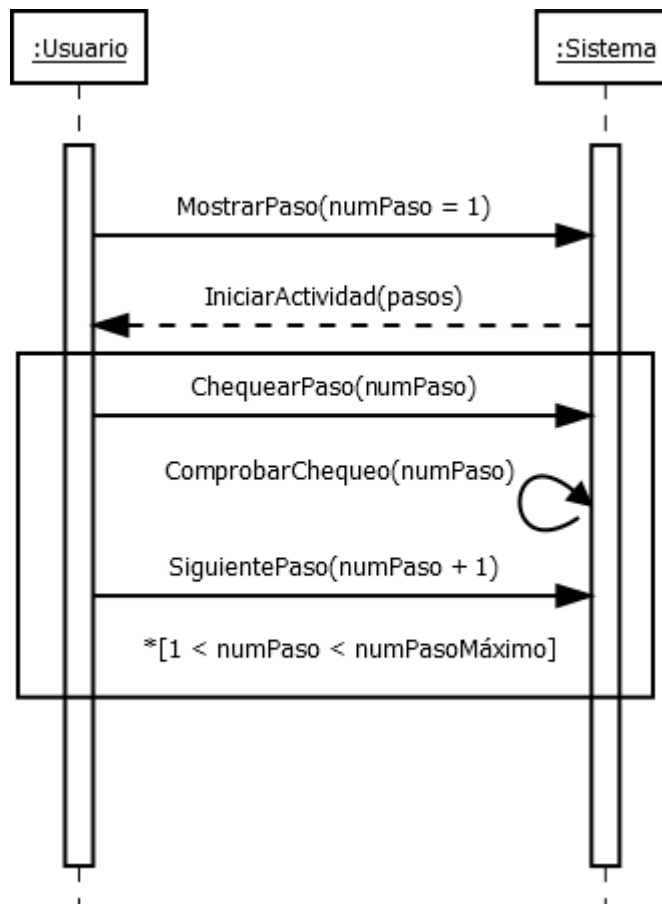 :Usuario
:Sistema
MostrarPaso(numPaso = 1)
IniciarActividad(pasos)
ChequearPaso(numPaso)
ComprobarChequeo(numPaso)
SiguientePaso(numPaso + 1)
*[1 < numPaso < numPasoMáximo]